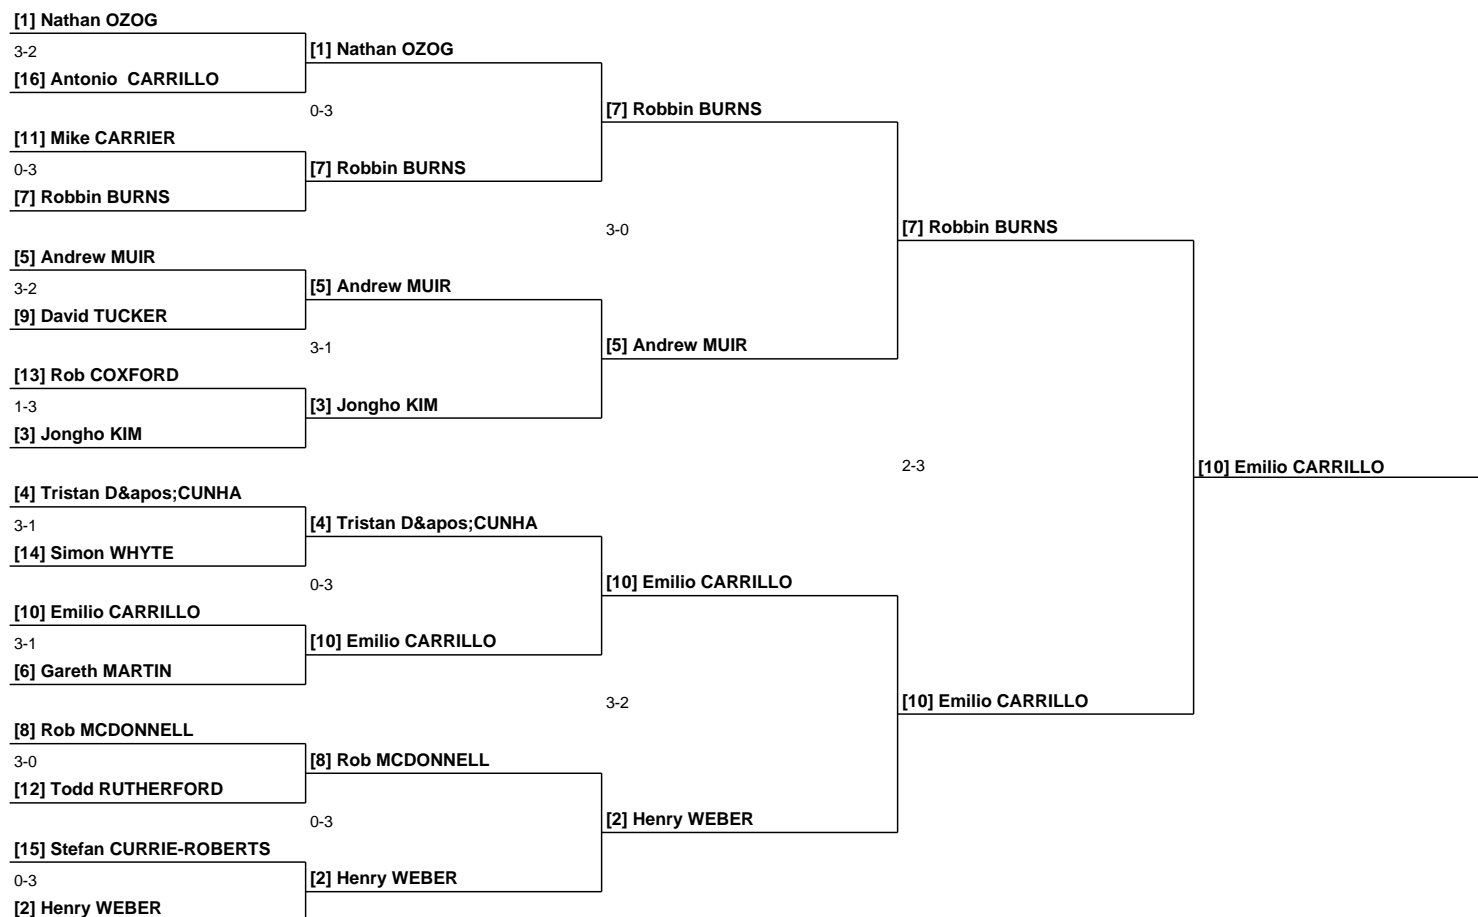 [1] Nathan OZOG
3-2
[16] Antonio  CARRILLO
[11] Mike CARRIER
0-3
[7] Robbin BURNS
[5] Andrew MUIR
3-2
[9] David TUCKER
[13] Rob COXFORD
1-3
[3] Jongho KIM
[4] Tristan D&apos;CUNHA
3-1
[14] Simon WHYTE
[10] Emilio CARRILLO
3-1
[6] Gareth MARTIN
[8] Rob MCDONNELL
3-0
[12] Todd RUTHERFORD
[15] Stefan CURRIE-ROBERTS
0-3
[2] Henry WEBER
[1] Nathan OZOG
0-3
[7] Robbin BURNS
[5] Andrew MUIR
3-1
[3] Jongho KIM
[4] Tristan D&apos;CUNHA
0-3
[10] Emilio CARRILLO
[8] Rob MCDONNELL
0-3
[2] Henry WEBER
[7] Robbin BURNS
3-0
[5] Andrew MUIR
[10] Emilio CARRILLO
3-2
[2] Henry WEBER
[7] Robbin BURNS
2-3
[10] Emilio CARRILLO
[10] Emilio CARRILLO